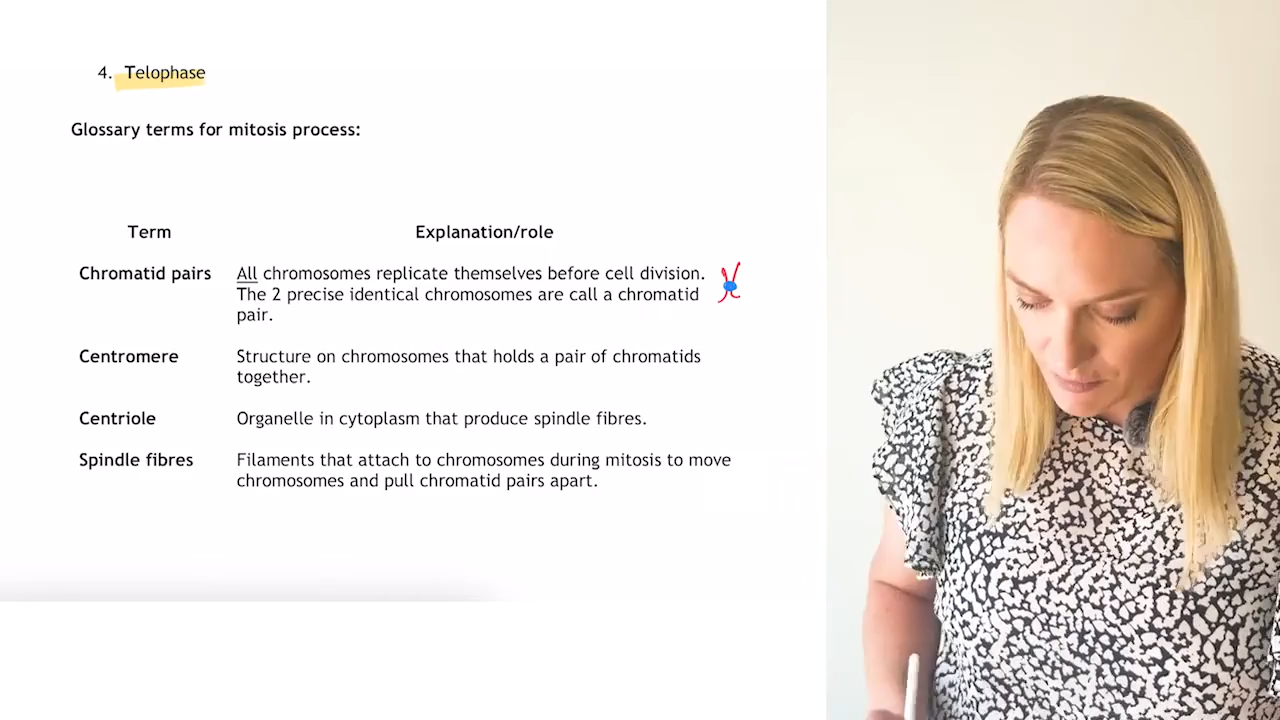 4. Telophase
Glossary terms for mitosis process:
Term Explanation/role
Chromatid pairs All chromosomes replicate themselves before cell division.
The 2 precise identical chromosomes are call a chromatid
pair.
Centromere Structure on chromosomes that holds a pair of chromatids
together.
Centriole Organelle in cytoplasm that produce spindle fibres.
Spindle fibres Filaments that attach to chromosomes during mitosis to move
chromosomes and pull chromatid pairs apart.